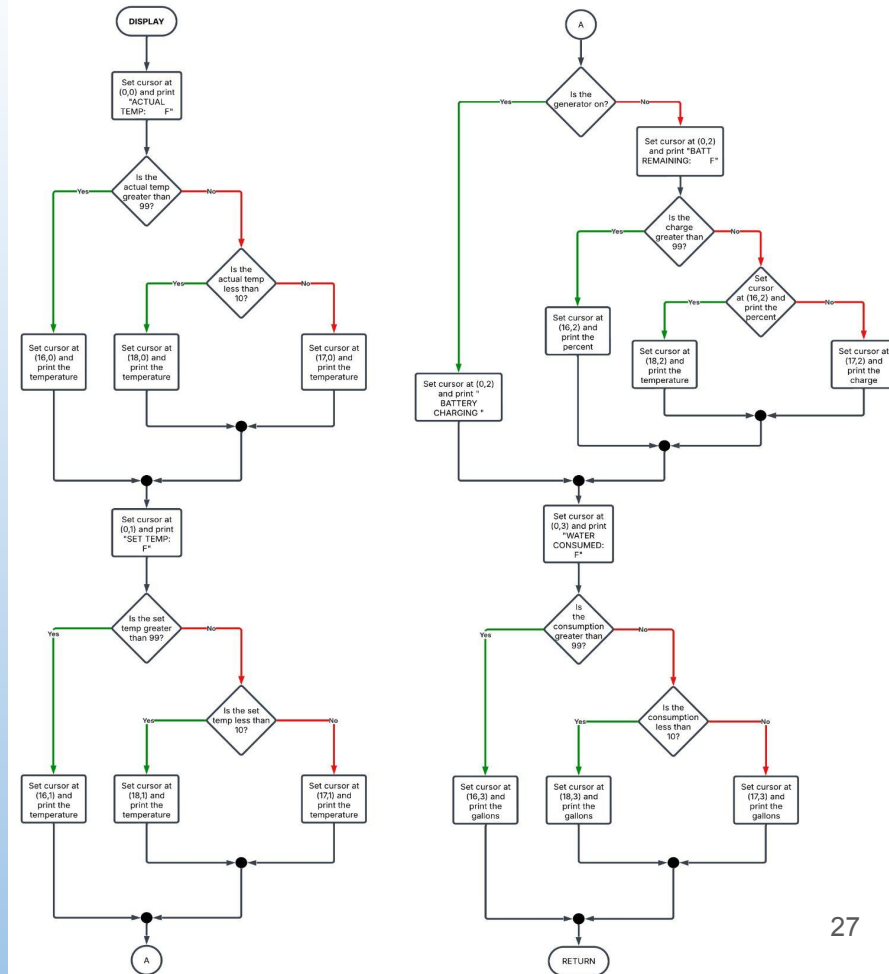 DISPLAY
Set cursor at
(0,0) and print
"ACTUAL
TEMP: F"
Is the
actual temp
greater than
99?
Yes
No
Is the
actual temp
less than
10?
Yes
No
Set cursor at
(16,0) and
print the
temperature
Set cursor at
(18,0) and
print the
temperature
Set cursor at
(17,0) and
print the
temperature
Set cursor at
(0,1) and print
"SET TEMP:
F"
Is the set
temp greater
than 99?
Yes
No
Is the set
temp less than
10?
Yes
No
Set cursor at
(16,1) and
print the
temperature
Set cursor at
(18,1) and
print the
temperature
Set cursor at
(17,1) and
print the
temperature
A
A
Is the
generator on?
Yes
No
Set cursor at (0,2)
and print "BATT
REMAINING: F"
Is the
charge
greater than
99?
Yes
No
Set
cursor
at (16,2) and
print the
percent
Yes
No
Set cursor at
(16,2) and
print the
percent
Set cursor at
(18,2) and
print the
temperature
Set cursor at
(17,2) and
print the
charge
Set cursor at (0,2)
and print "
BATTERY
CHARGING "
Set cursor at
(0,3) and print
"WATER
CONSUMED:
F"
Is
the
consumption
greater than
99?
Yes
No
Is the
consumption
less than
10?
Yes
No
Set cursor at
(16,3) and
print the
gallons
Set cursor at
(18,3) and
print the
gallons
Set cursor at
(17,3) and
print the
gallons
RETURN
27